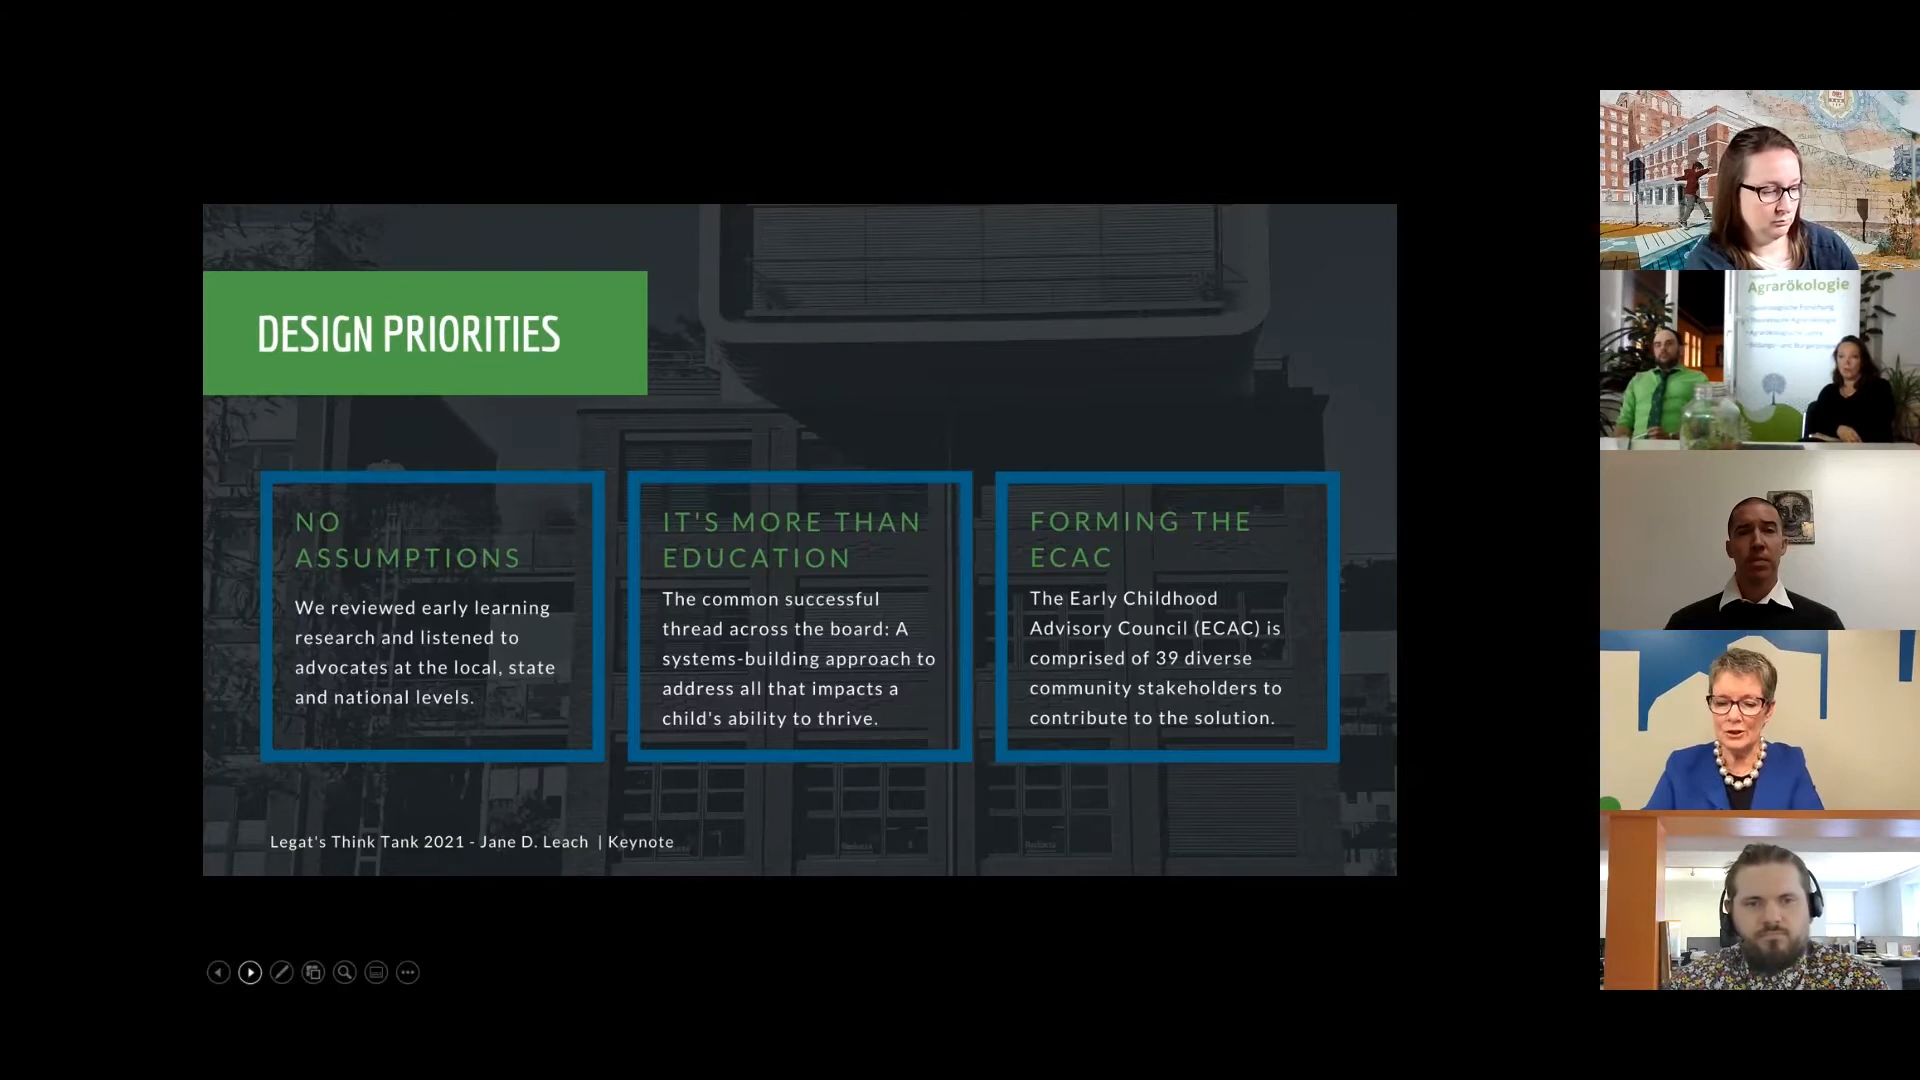 DESIGN PRIORITIES
NO
ASSUMPTIONS
We reviewed early learning
research and listened to
advocates at the local, state
and national levels.
IT'S MORE THAN
EDUCATION
The common successful
thread across the board: A
systems-building approach to
address all that impacts a
child's ability to thrive.
FORMING THE
ECAC
The Early Childhood
Advisory Council (ECAC) is
comprised of 39 diverse
community stakeholders to
contribute to the solution.
Legat's Think Tank 2021 - Jane D. Leach | Keynote
Agrarökologie